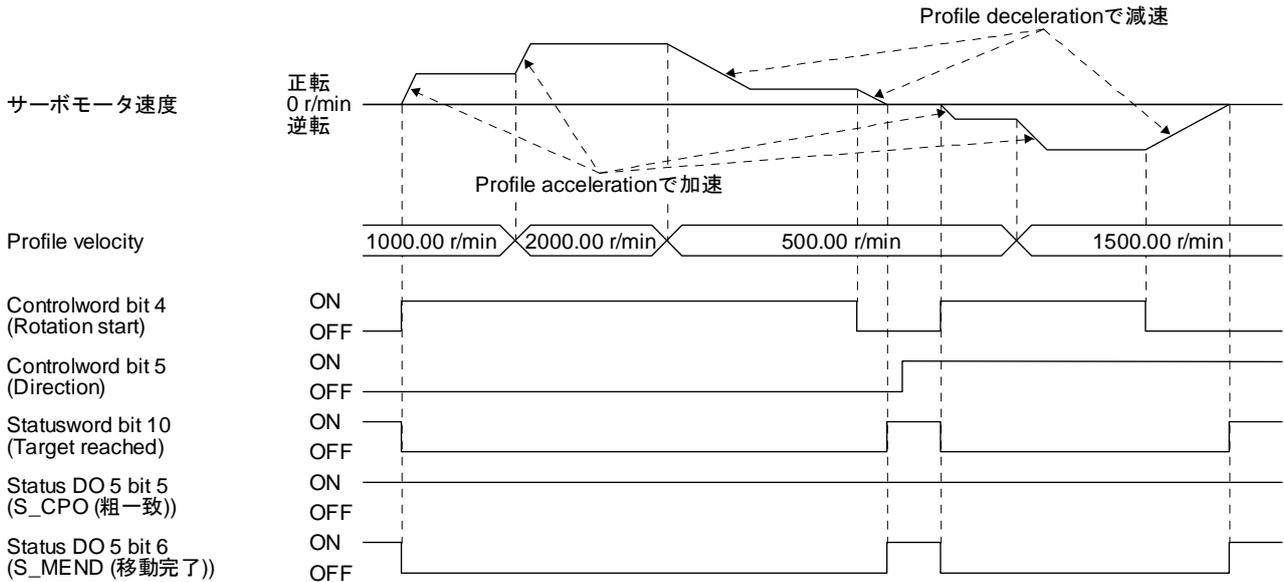 Profile decelerationで減速
サーボモータ速度
正転
0 r/min
逆転
Profile accelerationで加速
Profile velocity
1000.00 r/min
2000.00 r/min
500.00 r/min
1500.00 r/min
Controlword bit 4
(Rotation start)
ON
OFF
Controlword bit 5
(Direction)
ON
OFF
Statusword bit 10
(Target reached)
ON
OFF
Status DO 5 bit 5
(S_CPO (粗一致))
ON
OFF
Status DO 5 bit 6
(S_MEND (移動完了))
ON
OFF